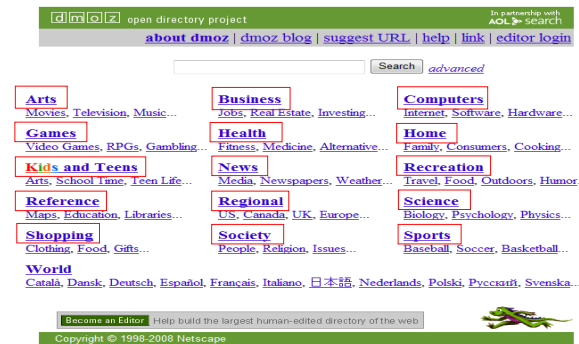 dmoz open directory project In partnership with
AOL Search
about dmoz | dmoz blog | suggest URL | help | link | editor login
Search advanced
Arts Business Computers
Movies, Television, Music... Jobs, Real Estate, Investing... Internet, Software, Hardware...
Games Health Home
Video Games, RPGs, Gambling... Fitness, Medicine, Alternative... Family, Consumers, Cooking...
Kids and Teens News Recreation
Arts, School Time, Teen Life... Media, Newspapers, Weather... Travel, Food, Outdoors, Humor
Reference Regional Science
Maps, Education, Libraries... US, Canada, UK, Europe... Biology, Psychology, Physics...
Shopping Society Sports
Clothing, Food, Gifts... People, Religion, Issues... Baseball, Soccer, Basketball...
World
Català, Dansk, Deutsch, Español, Français, Italiano, 日本語, Nederlands, Polski, Русский, Svenska...
Become an Editor Help build the largest human-edited directory of the web
Copyright © 1998-2008 Netscape